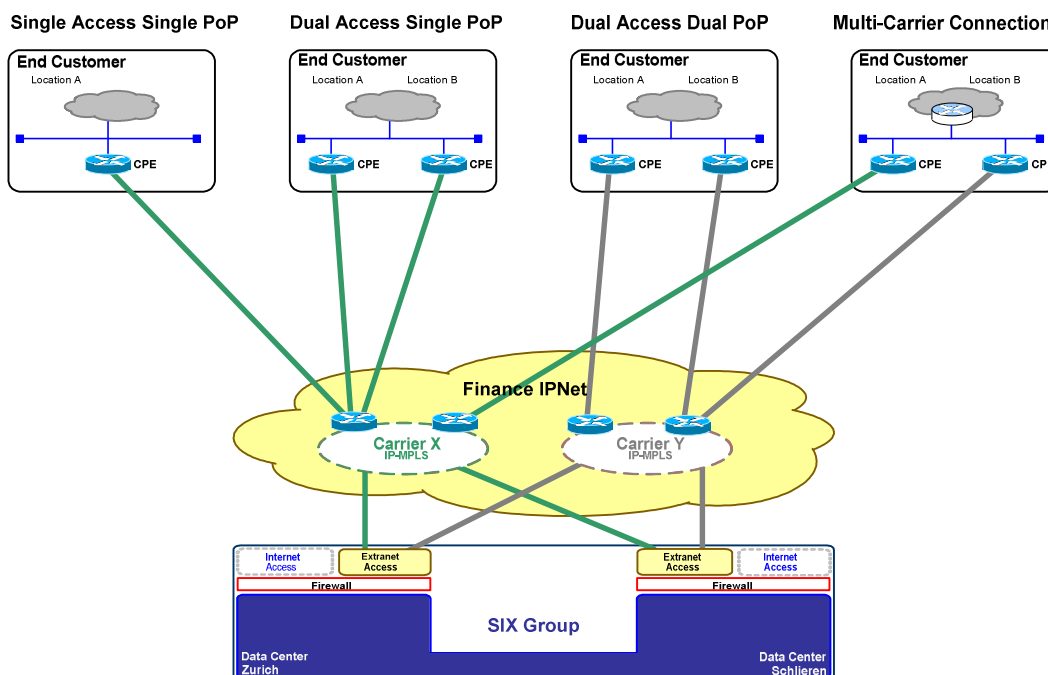 Single Access Single PoP
Dual Access Single PoP
Dual Access Dual PoP
Multi-Carrier Connection
End Customer
Location A
CPE
End Customer
Location A
Location B
CPE
CPE
End Customer
Location A
Location B
CPE
CPE
End Customer
Location A
Location B
CPE
CP
Finance IPNet
Carrier X
IP-MPLS
Carrier Y
IP-MPLS
Internet
Access
Extranet
Access
Extranet
Access
Internet
Access
Firewall
Firewall
SIX Group
Data Center
Zurich
Data Center
Schlieren